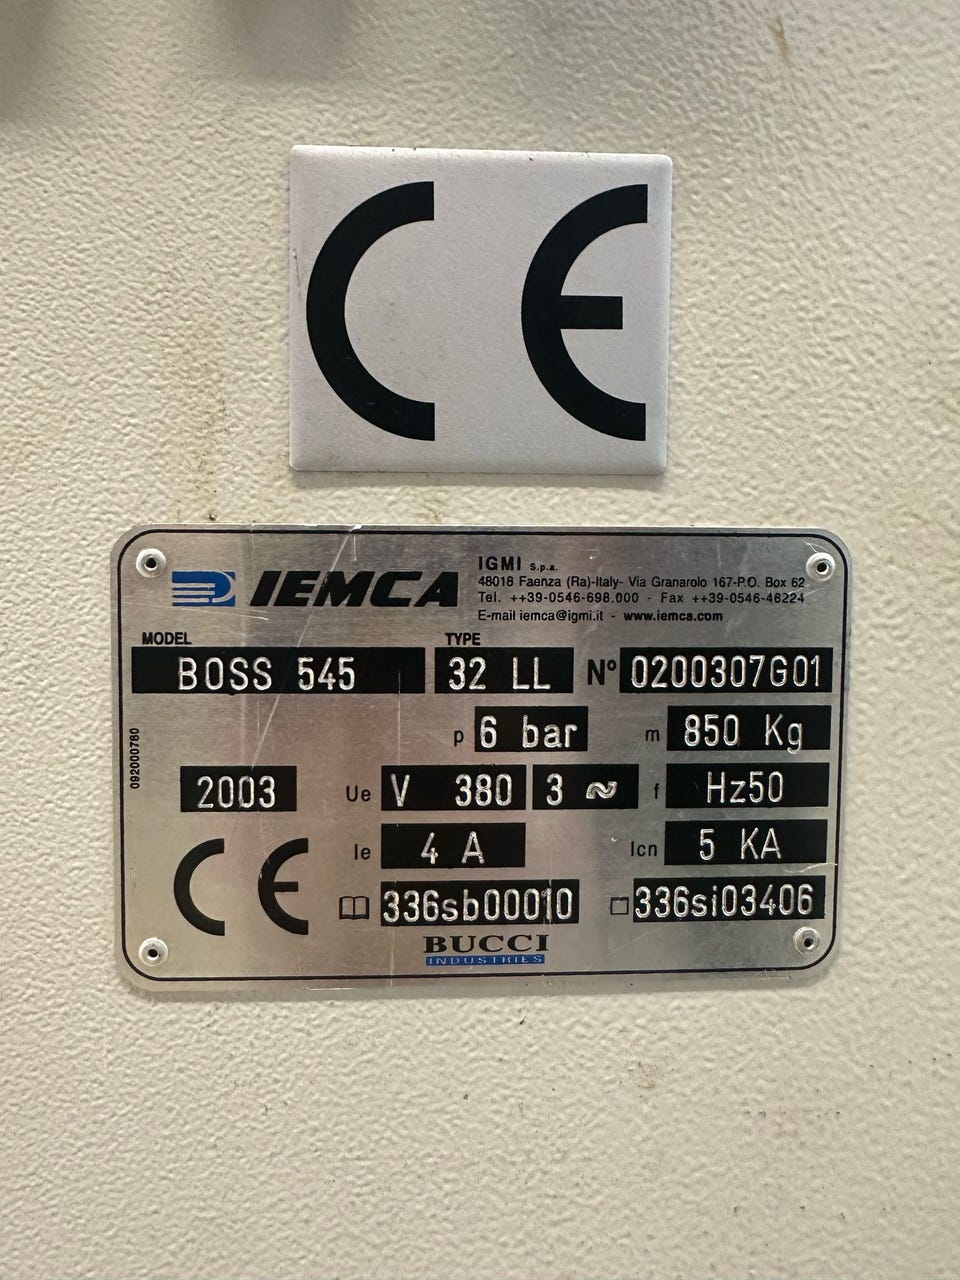 CE
IEMCA
IGMI S.p.a.
48018 Faenza (Ra)-Italy- Via Granarolo 167-P.O. Box 62
Tel. ++39-0546-698.000 - Fax ++39-0546-46224
E-mail iemca@igmi.it - www.iemca.com
MODEL TYPE
BOSS 545 32 LL Nº 0200307G01
p 6 bar m 850 Kg
092000780
2003 Ue V 380 3 ~ f Hz50
Ie 4 A Icn 5 KA
CE 336sb00010 336si03406
BUCCI
INDUSTRIES